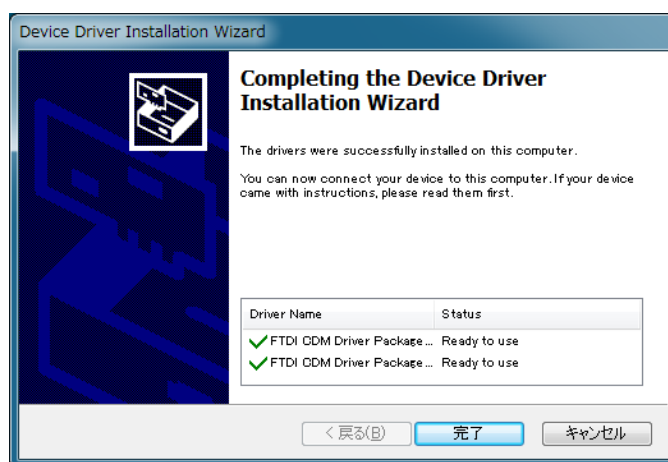 Device Driver Installation Wizard
Completing the Device Driver
Installation Wizard
The drivers were successfully installed on this computer.
You can now connect your device to this computer. If your device
came with instructions, please read them first.
Driver Name Status
FTDI CDM Driver Package... Ready to use
FTDI CDM Driver Package... Ready to use
< 戻る(B) 完了 キャンセル